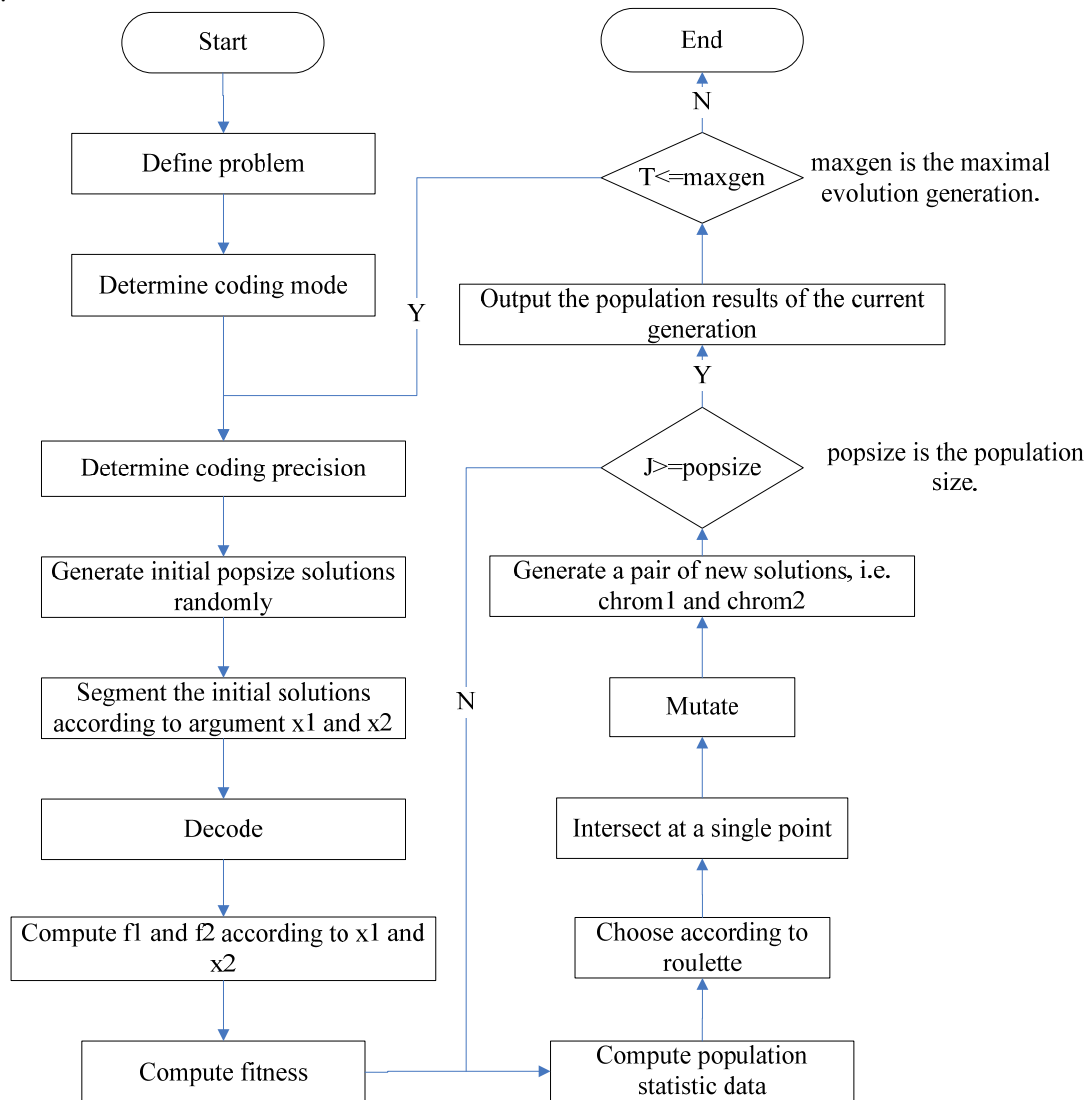 Start
Define problem
Determine coding mode
Determine coding precision
Generate initial popsize solutions
randomly
Segment the initial solutions
according to argument x1 and x2
Decode
Compute f1 and f2 according to x1 and
x2
Compute fitness
Y
N
End
N
T<=maxgen
maxgen is the maximal
evolution generation.
Output the population results of the current
generation
Y
J>=popsize
popsize is the population
size.
Generate a pair of new solutions, i.e.
chrom1 and chrom2
Mutate
Intersect at a single point
Choose according to
roulette
Compute population
statistic data